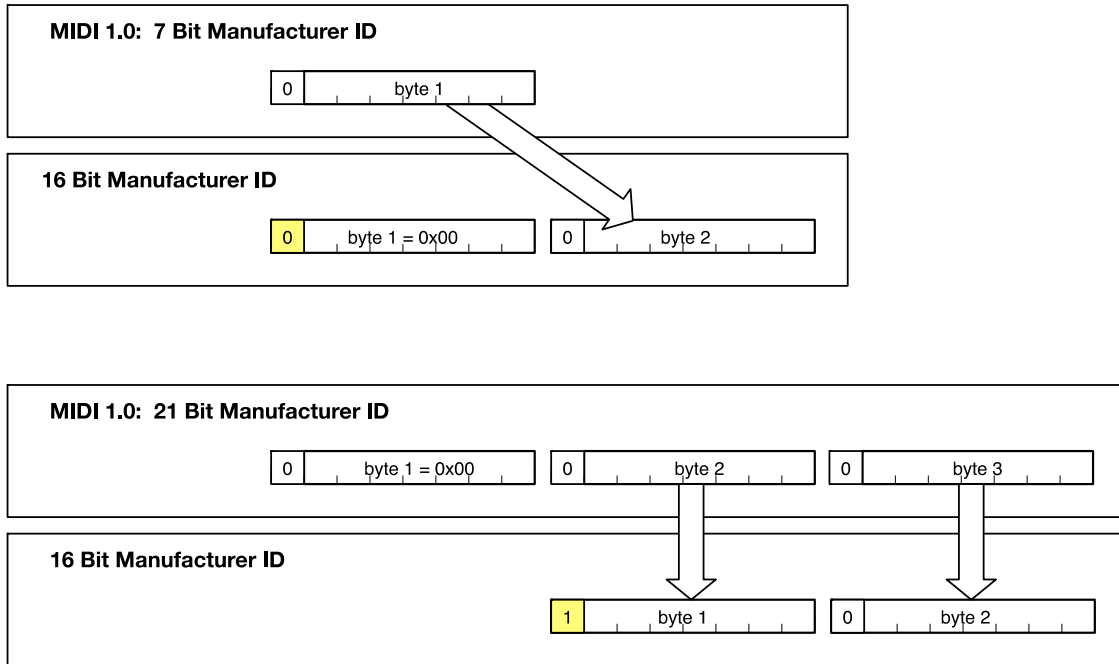 MIDI 1.0: 7 Bit Manufacturer ID
0 byte 1
16 Bit Manufacturer ID
0 byte 1 = 0x00 0 byte 2
MIDI 1.0: 21 Bit Manufacturer ID
0 byte 1 = 0x00 0 byte 2 0 byte 3
16 Bit Manufacturer ID
1 byte 1 0 byte 2